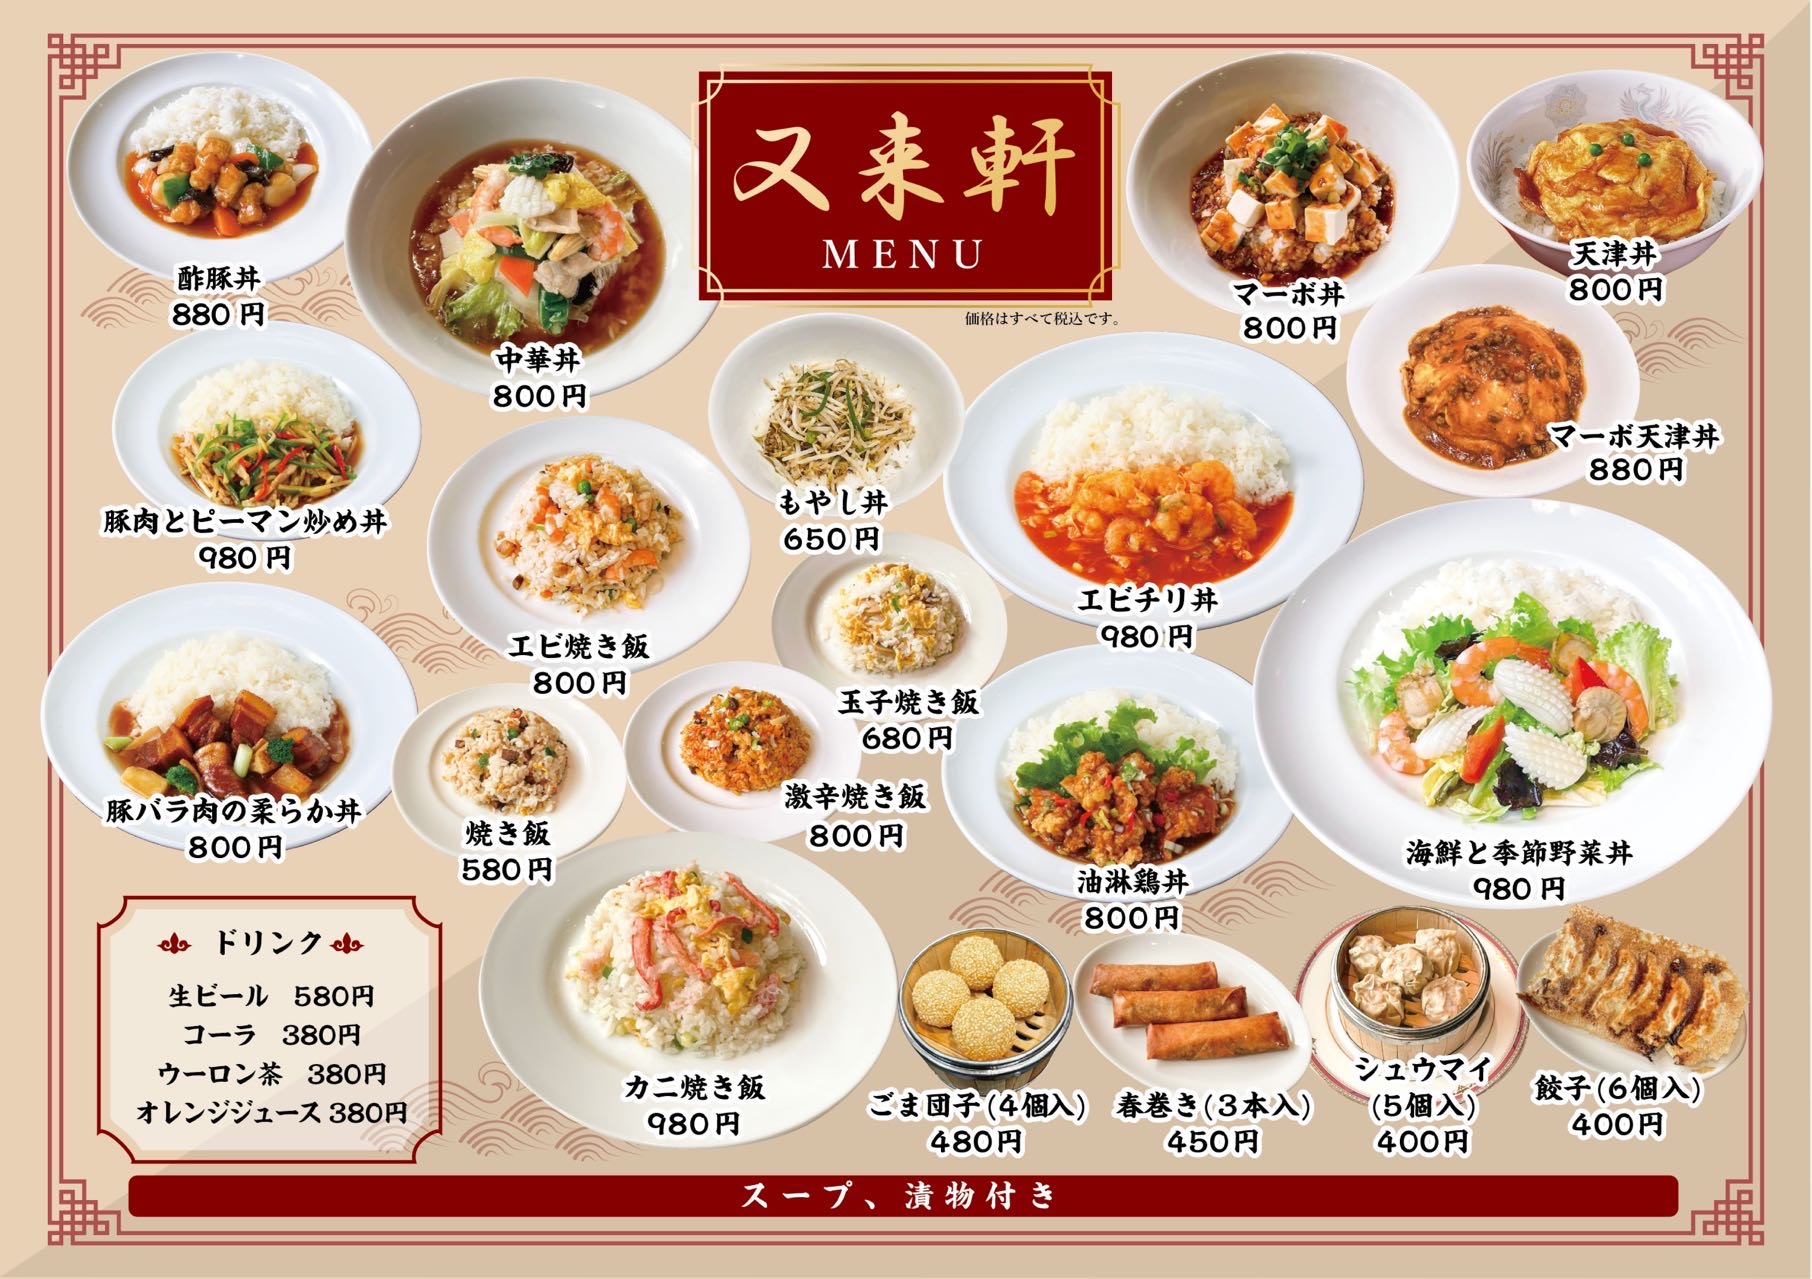 又来軒
MENU
価格はすべて税込です。
酢豚丼
880円
中華丼
800円
マーボ丼
800円
天津丼
800円
豚肉とピーマン炒め丼
980円
もやし丼
650円
マーボ天津丼
880円
エビ焼き飯
800円
エビチリ丼
980円
玉子焼き飯
680円
豚バラ肉の柔らか丼
800円
焼き飯
580円
激辛焼き飯
800円
油淋鶏丼
800円
海鮮と季節野菜丼
980円
カニ焼き飯
980円
ごま団子(4個入)
480円
春巻き(3本入)
450円
シュウマイ
(5個入)
400円
餃子(6個入)
400円
ドリンク
生ビール 580円
コーラ 380円
ウーロン茶 380円
オレンジジュース 380円
スープ、漬物付き